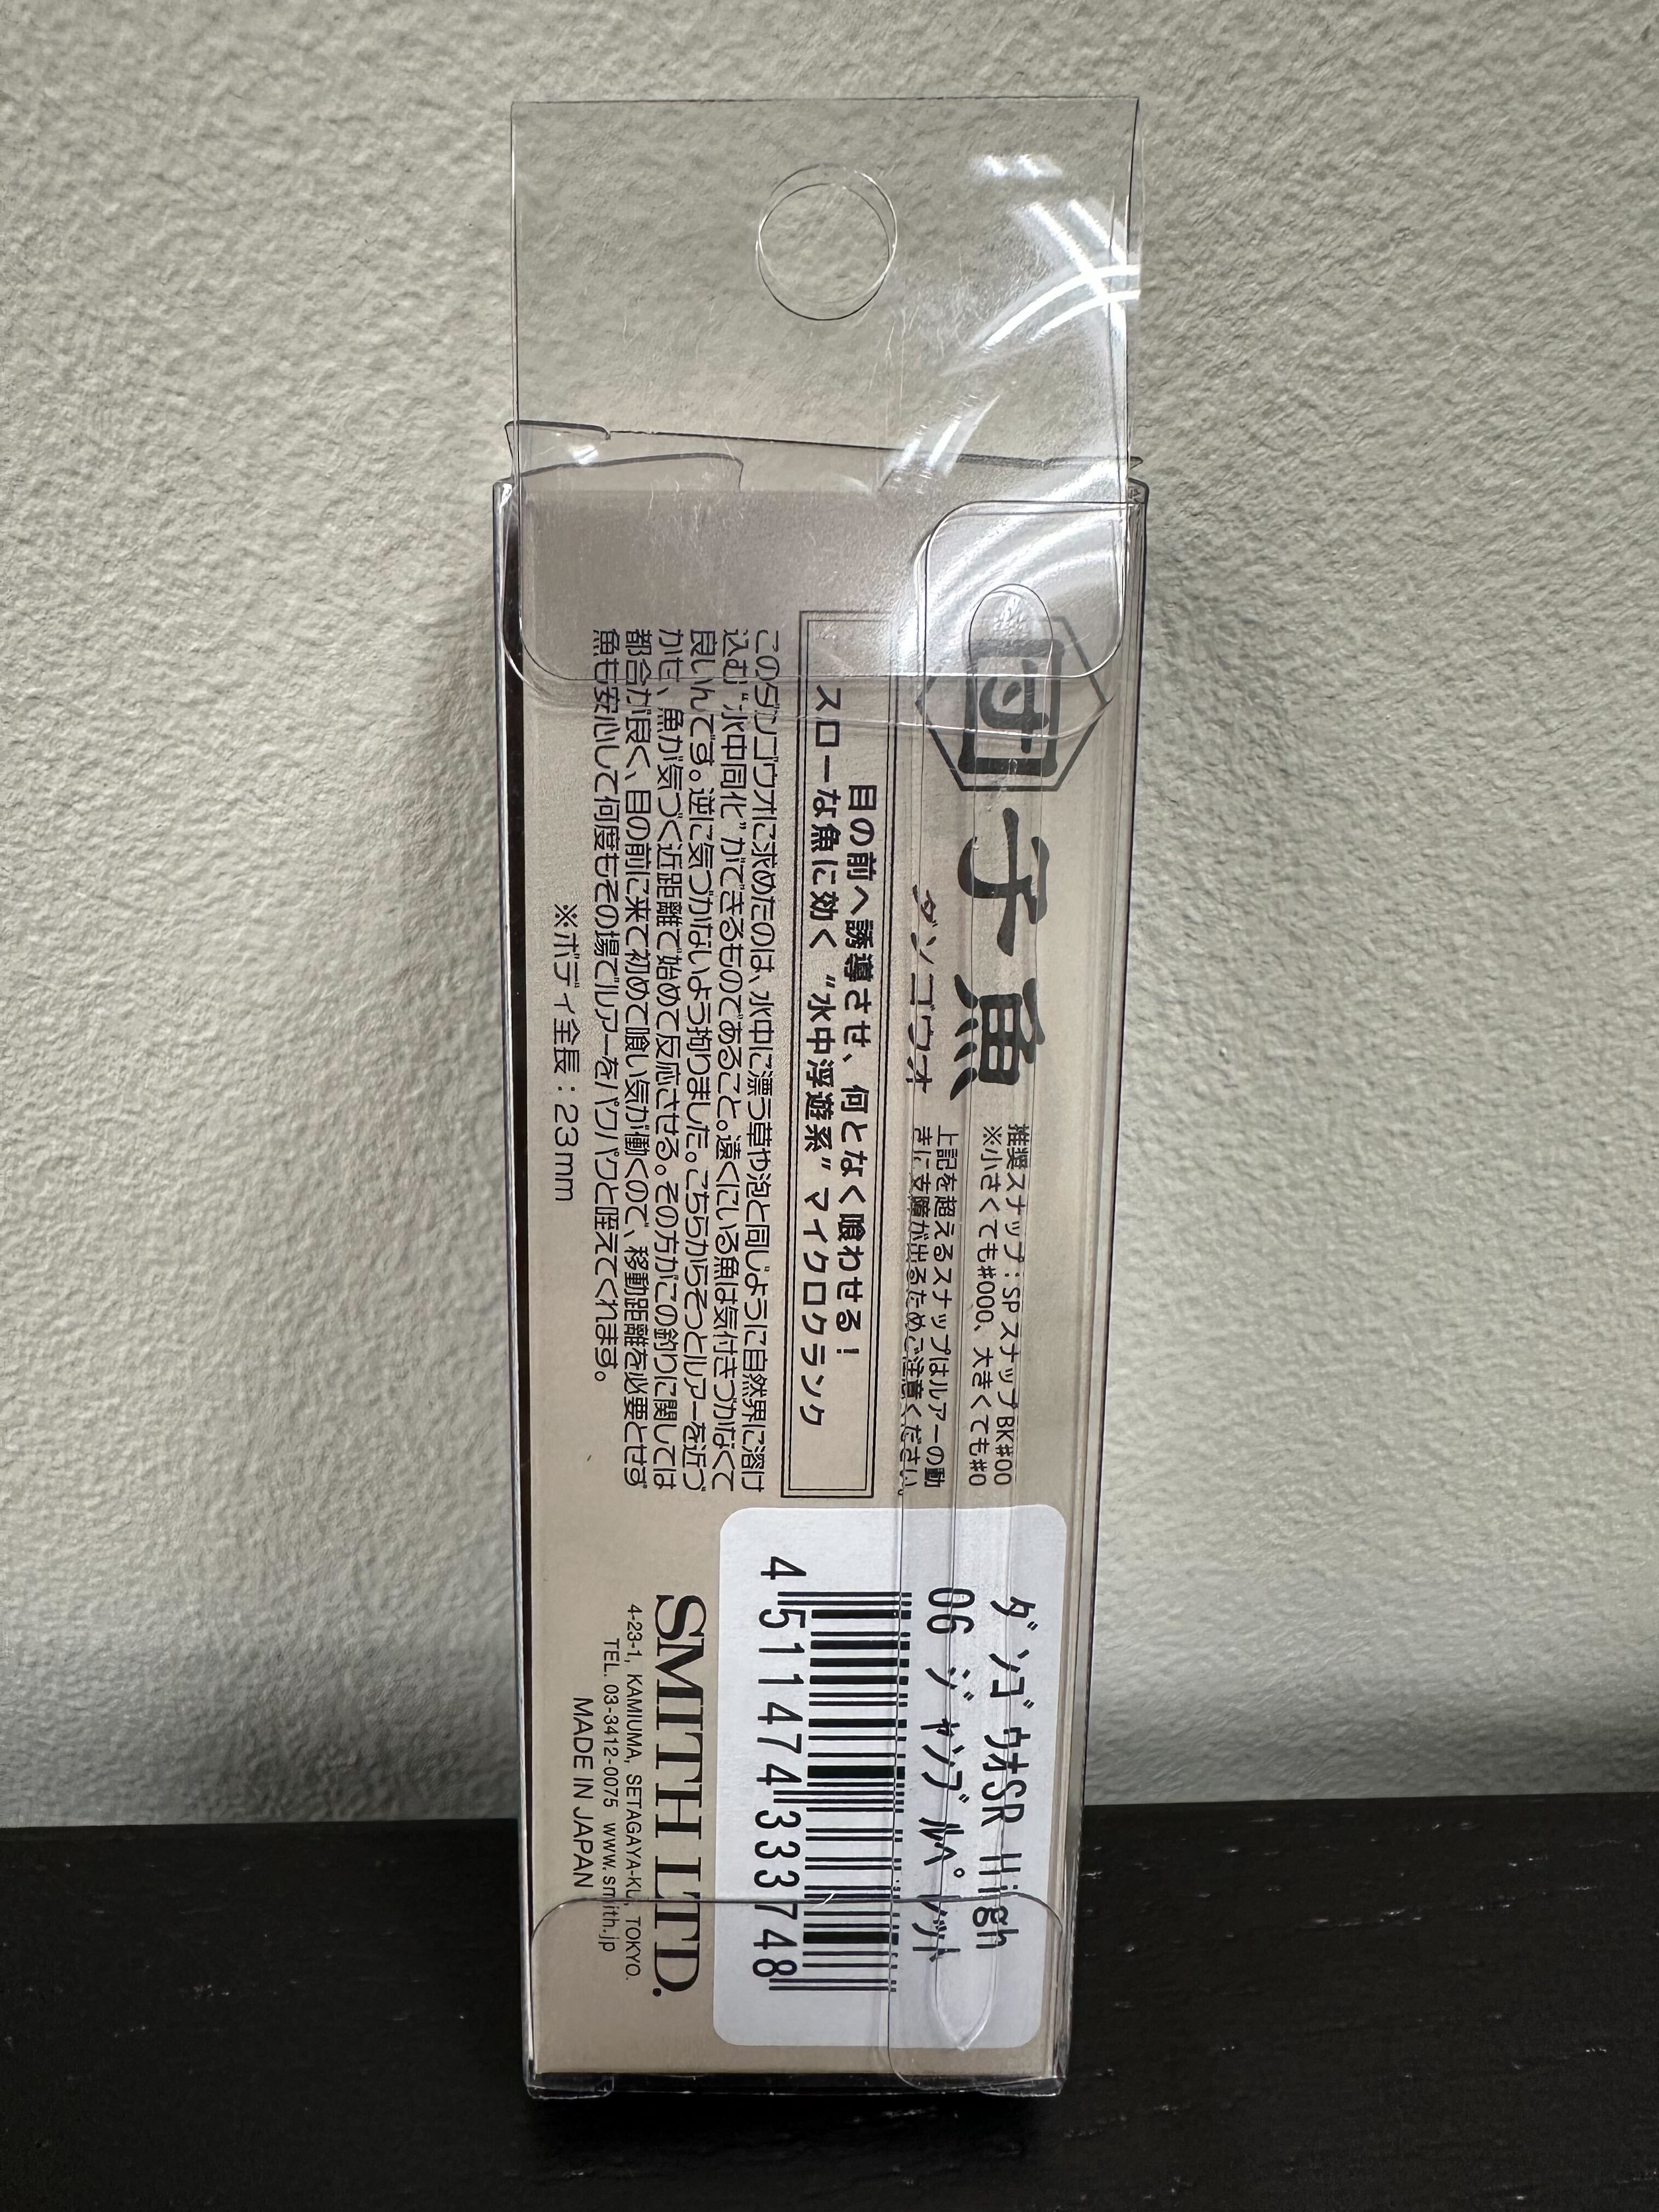 団子魚
ダンゴウオ
推奨スナップ：SPスナップBK#00
※小さくても#000、大きくても#0
上記を超えるスナップはルアーの動
きに支障が出るためご注意ください。
目の前へ誘導させ、何となく喰わせる！
スローな魚に効く“水中浮遊系”マイクロクランク
このダンゴウオに求めたのは、水中に漂う草や泡と同じように自然界に溶け
込む“水中同化”ができるものであること。遠くにいる魚は気付きづかなくて
良いんです。逆に気づかないよう拘りました。こちらからそっとルアーを近づ
かせ、魚が気づく近距離で始めて反応させる。その方がこの釣りに関しては
都合が良く、目の前に来て初めて喰い気が働くので、移動距離を必要とせず
魚も安心して何度もその場でルアーをパクパクと咥えてくれます。
※ボディ全長：23mm
ﾀﾞﾝｺﾞｳｵSR High
06 ｼﾞｬﾝﾌﾞﾙﾍﾟﾚｯﾄ
4 511474 333748
SMITH LTD.
4-23-1, KAMIUMA, SETAGAYA-KU, TOKYO.
TEL. 03-3412-0075 www.smith.jp
MADE IN JAPAN